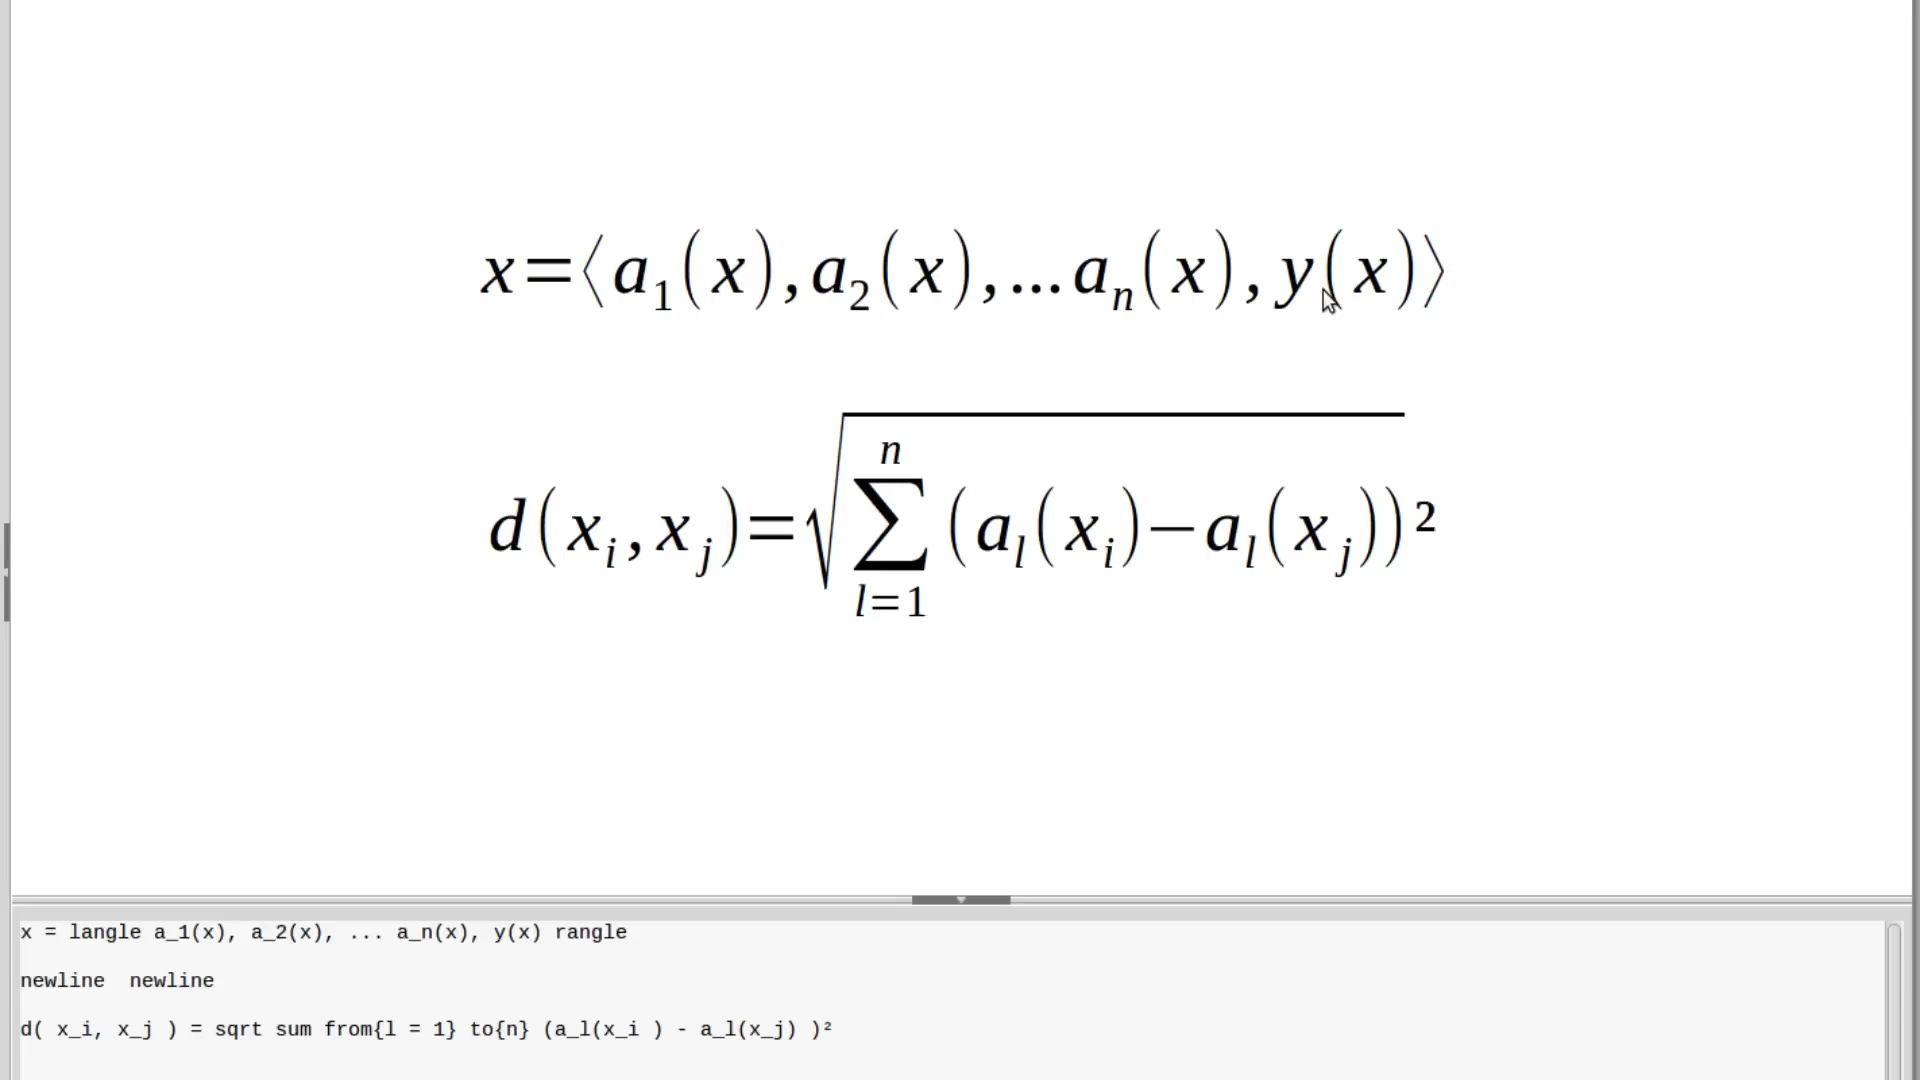 x=⟨a₁(x),a₂(x),...aₙ(x),y(x)⟩
d(xᵢ,xⱼ)=√∑ₗ₌₁ⁿ(aₗ(xᵢ)−aₗ(xⱼ))²
x = langle a_1(x), a_2(x), ... a_n(x), y(x) rangle
newline  newline
d( x_i, x_j ) = sqrt sum from{l = 1} to{n} (a_l(x_i ) - a_l(x_j) )²